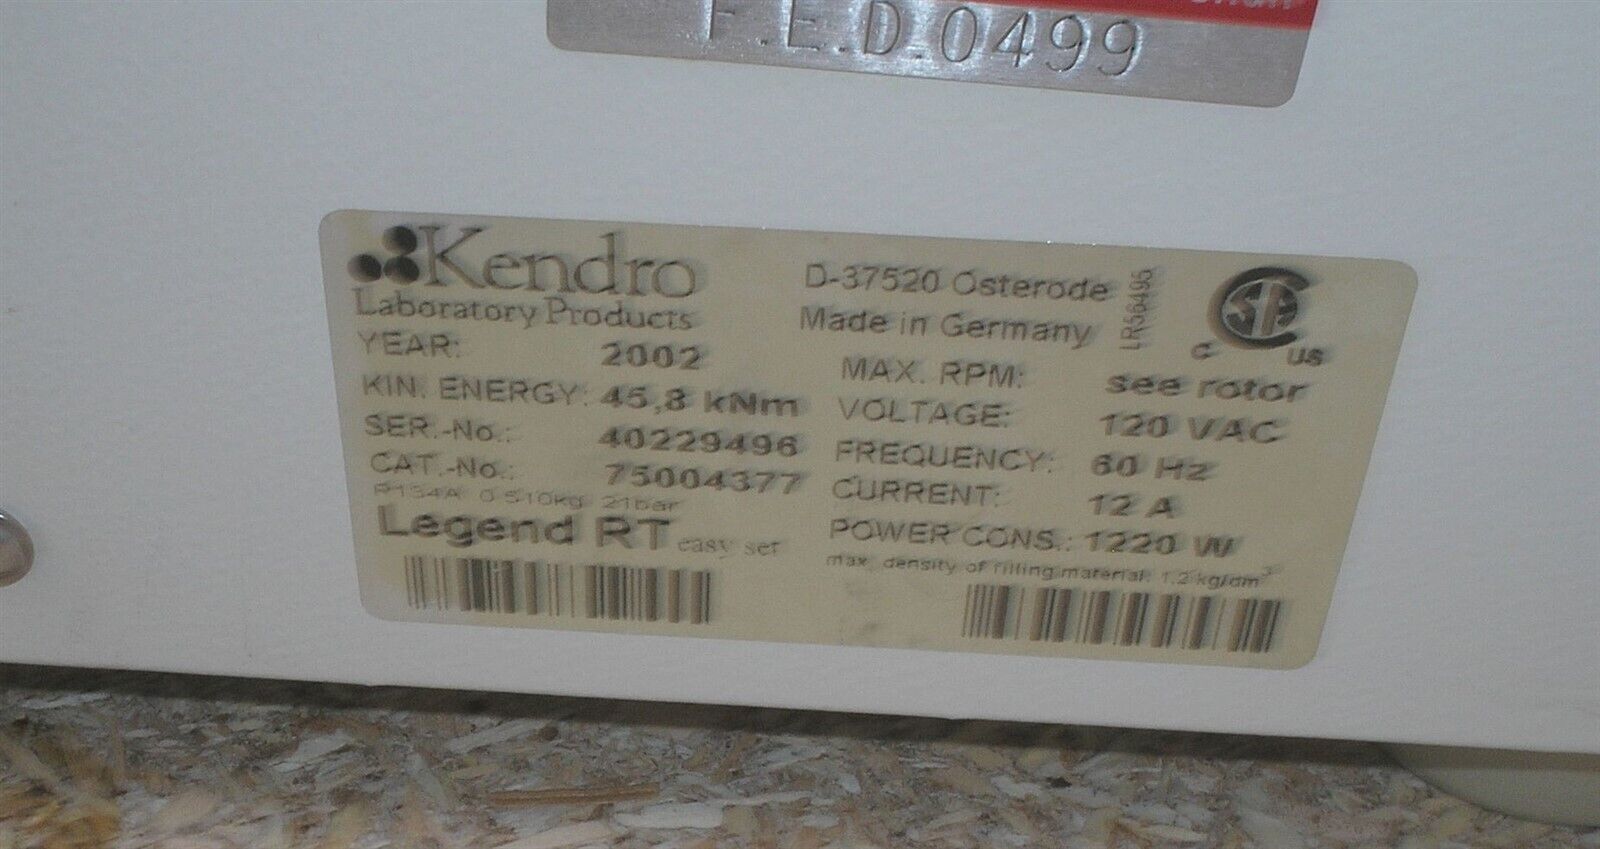 F.E.D.0499
Kendro
Laboratory Products
D-37520 Osterode
Made in Germany
LR56495
SA
C US
YEAR: 2002
KIN. ENERGY: 45,8 kNm
SER.-No.: 40229496
CAT.-No.: 75004377
R134A 0.510kg 21bar
Legend RT easy set
MAX. RPM: see rotor
VOLTAGE: 120 VAC
FREQUENCY: 60 Hz
CURRENT: 12 A
POWER CONS.: 1220 W
max. density of filling material: 1.2 kg/dm³